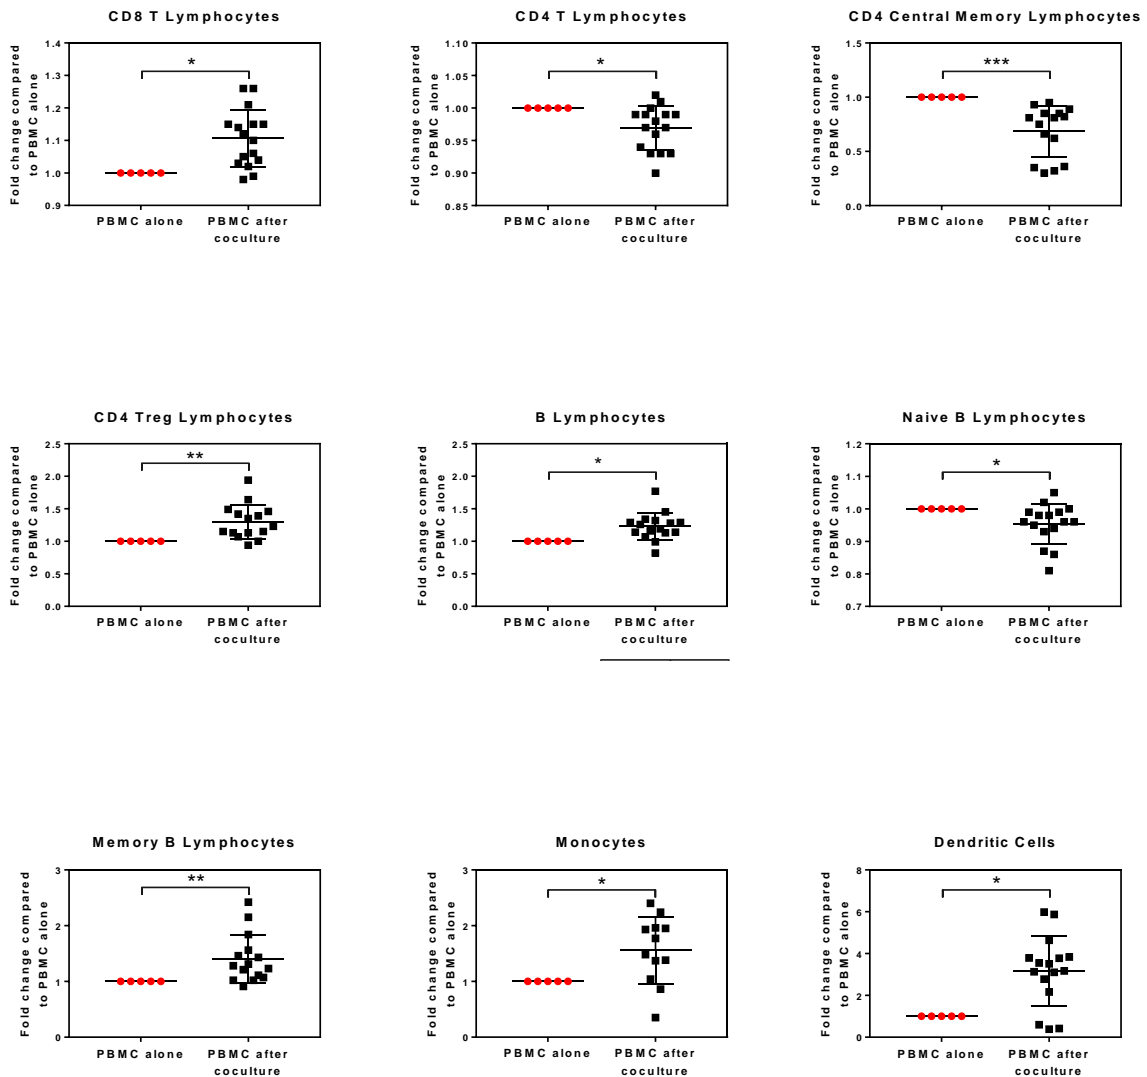 CD8 T Lymphocytes
Fold change compared
to PBMC alone
1.4
1.3
1.2
1.1
1.0
0.9
*
PBMC alone
PBMC after
coculture
CD4 T Lymphocytes
Fold change compared
to PBMC alone
1.10
1.05
1.00
0.95
0.90
0.85
*
PBMC alone
PBMC after
coculture
CD4 Central Memory Lymphocytes
Fold change compared
to PBMC alone
1.5
1.0
0.5
0.0
***
PBMC alone
PBMC after
coculture
CD4 Treg Lymphocytes
Fold change compared
to PBMC alone
2.5
2.0
1.5
1.0
0.5
0.0
**
PBMC alone
PBMC after
coculture
B Lymphocytes
Fold change compared
to PBMC alone
2.5
2.0
1.5
1.0
0.5
0.0
*
PBMC alone
PBMC after
coculture
Naive B Lymphocytes
Fold change compared
to PBMC alone
1.2
1.1
1.0
0.9
0.8
0.7
*
PBMC alone
PBMC after
coculture
Memory B Lymphocytes
Fold change compared
to PBMC alone
3
2
1
0
**
PBMC alone
PBMC after
coculture
Monocytes
Fold change compared
to PBMC alone
3
2
1
0
*
PBMC alone
PBMC after
coculture
Dendritic Cells
Fold change compared
to PBMC alone
8
6
4
2
0
*
PBMC alone
PBMC after
coculture